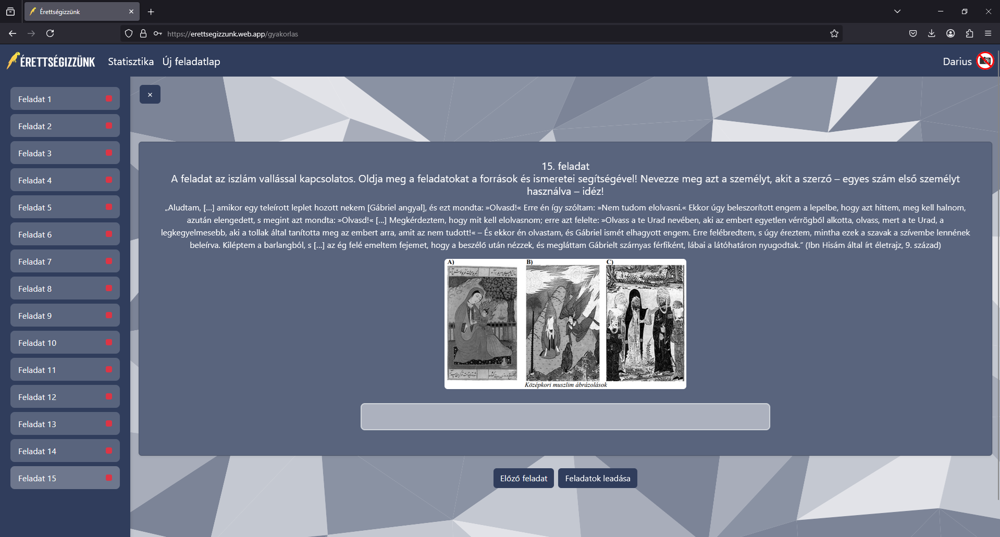 Érettségizzünk
https://erettsegizzunk.web.app/gyakorlas
ÉRETTSÉGIZZÜNK
Statisztika
Új feladatlap
Darius
Feladat 1
Feladat 2
Feladat 3
Feladat 4
Feladat 5
Feladat 6
Feladat 7
Feladat 8
Feladat 9
Feladat 10
Feladat 11
Feladat 12
Feladat 13
Feladat 14
Feladat 15
15. feladat
A feladat az iszlám vallással kapcsolatos. Oldja meg a feladatokat a források és ismeretei segítségével! Nevezze meg azt a személyt, akit a szerző – egyes szám első személyt
használva – idéz!
„Aludtam, [...] amikor egy teleírott leplet hozott nekem [Gábriel angyal], és ezt mondta: »Olvasd!« Erre én így szóltam: »Nem tudom elolvasni.« Ekkor úgy beleszorított engem a lepelbe, hogy azt hittem, meg kell halnom,
azután elengedett, s megint azt mondta: »Olvasd!« [...] Megkérdeztem, hogy mit kell elolvasnom; erre azt felelte: »Olvass a te Urad nevében, aki az embert egyetlen vérrögből alkotta, olvass, mert a te Urad, a
legkegyelmesebb, aki a tollak által tanította meg az embert arra, amit az nem tudott!« – És ekkor én olvastam, és Gábriel ismét elhagyott engem. Erre felébredtem, s úgy éreztem, mintha ezek a szavak a szívembe lennének
beleírva. Kiléptem a barlangból, s [...] az ég felé emeltem fejemet, hogy a beszélő után nézzek, és megláttam Gábrielt szárnyas férfiként, lábai a látóhatáron nyugodtak.” (Ibn Hisám által írt életrajz, 9. század)
A)
B)
C)
Középkori muszlim ábrázolások
Előző feladat
Feladatok leadása